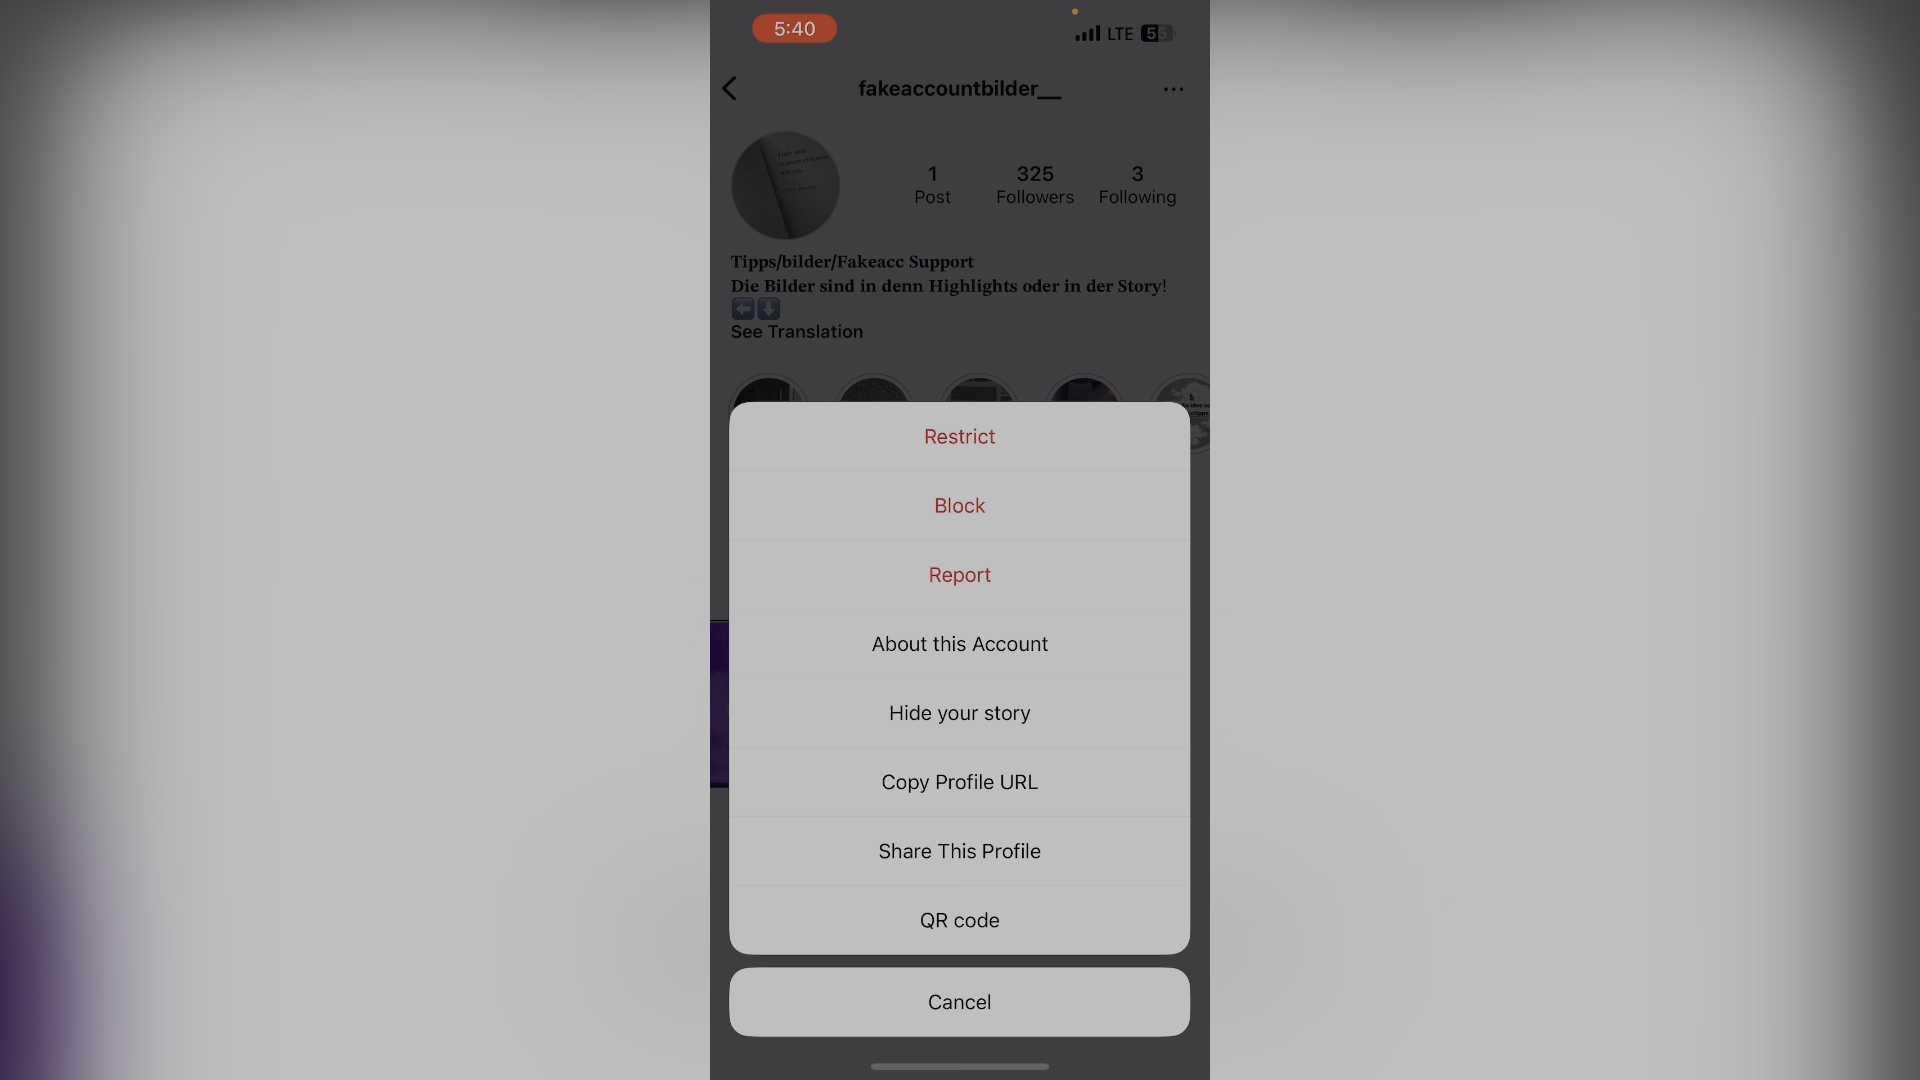 5:40
LTE 55
fakeaccountbilder__
1
Post
325
Followers
3
Following
Tipps/bilder/Fakeacc Support
Die Bilder sind in denn Highlights oder in der Story!
See Translation
Restrict
Block
Report
About this Account
Hide your story
Copy Profile URL
Share This Profile
QR code
Cancel